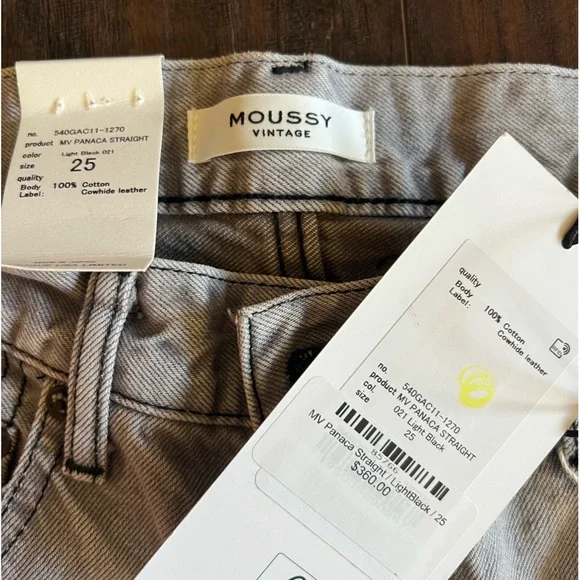 no. 540GAC11-1270
product MV PANACA STRAIGHT
color Light Black 021
size 25
quality
Body 100% Cotton
Label: Cowhide leather
MOUSSY
VINTAGE
quality
Body 100% Cotton
Label: Cowhide leather
no. 540GAC11-1270
product MV PANACA STRAIGHT
col. 021 Light Black
size 25
85766
MV Panaca Straight / LightBlack / 25
$360.00